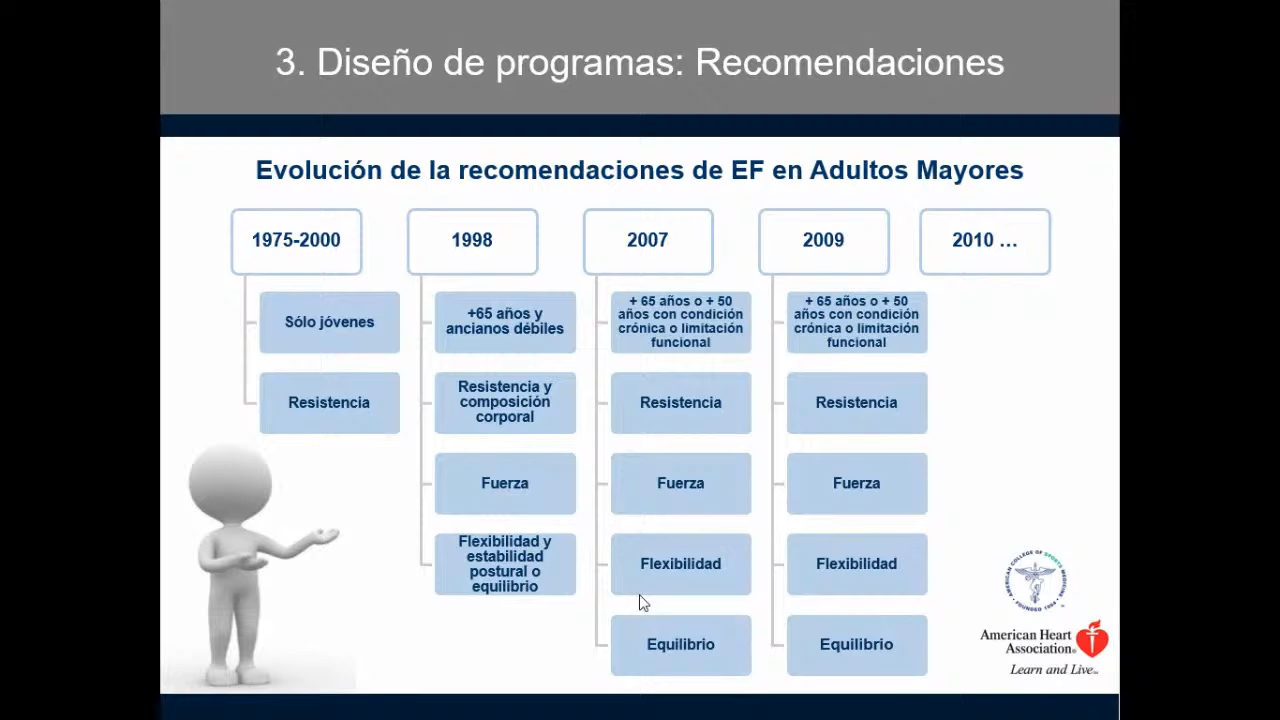 3. Diseño de programas: Recomendaciones
Evolución de la recomendaciones de EF en Adultos Mayores
1975-2000
Sólo jóvenes
Resistencia
1998
+65 años y
ancianos débiles
Resistencia y
composición
corporal
Fuerza
Flexibilidad y
estabilidad
postural o
equilibrio
2007
+ 65 años o + 50
años con condición
crónica o limitación
funcional
Resistencia
Fuerza
Flexibilidad
Equilibrio
2009
+ 65 años o + 50
años con condición
crónica o limitación
funcional
Resistencia
Fuerza
Flexibilidad
Equilibrio
2010 ...
AMERICAN COLLEGE OF SPORTS MEDICINE
FOUNDED 1954
American Heart
Association®
Learn and Live